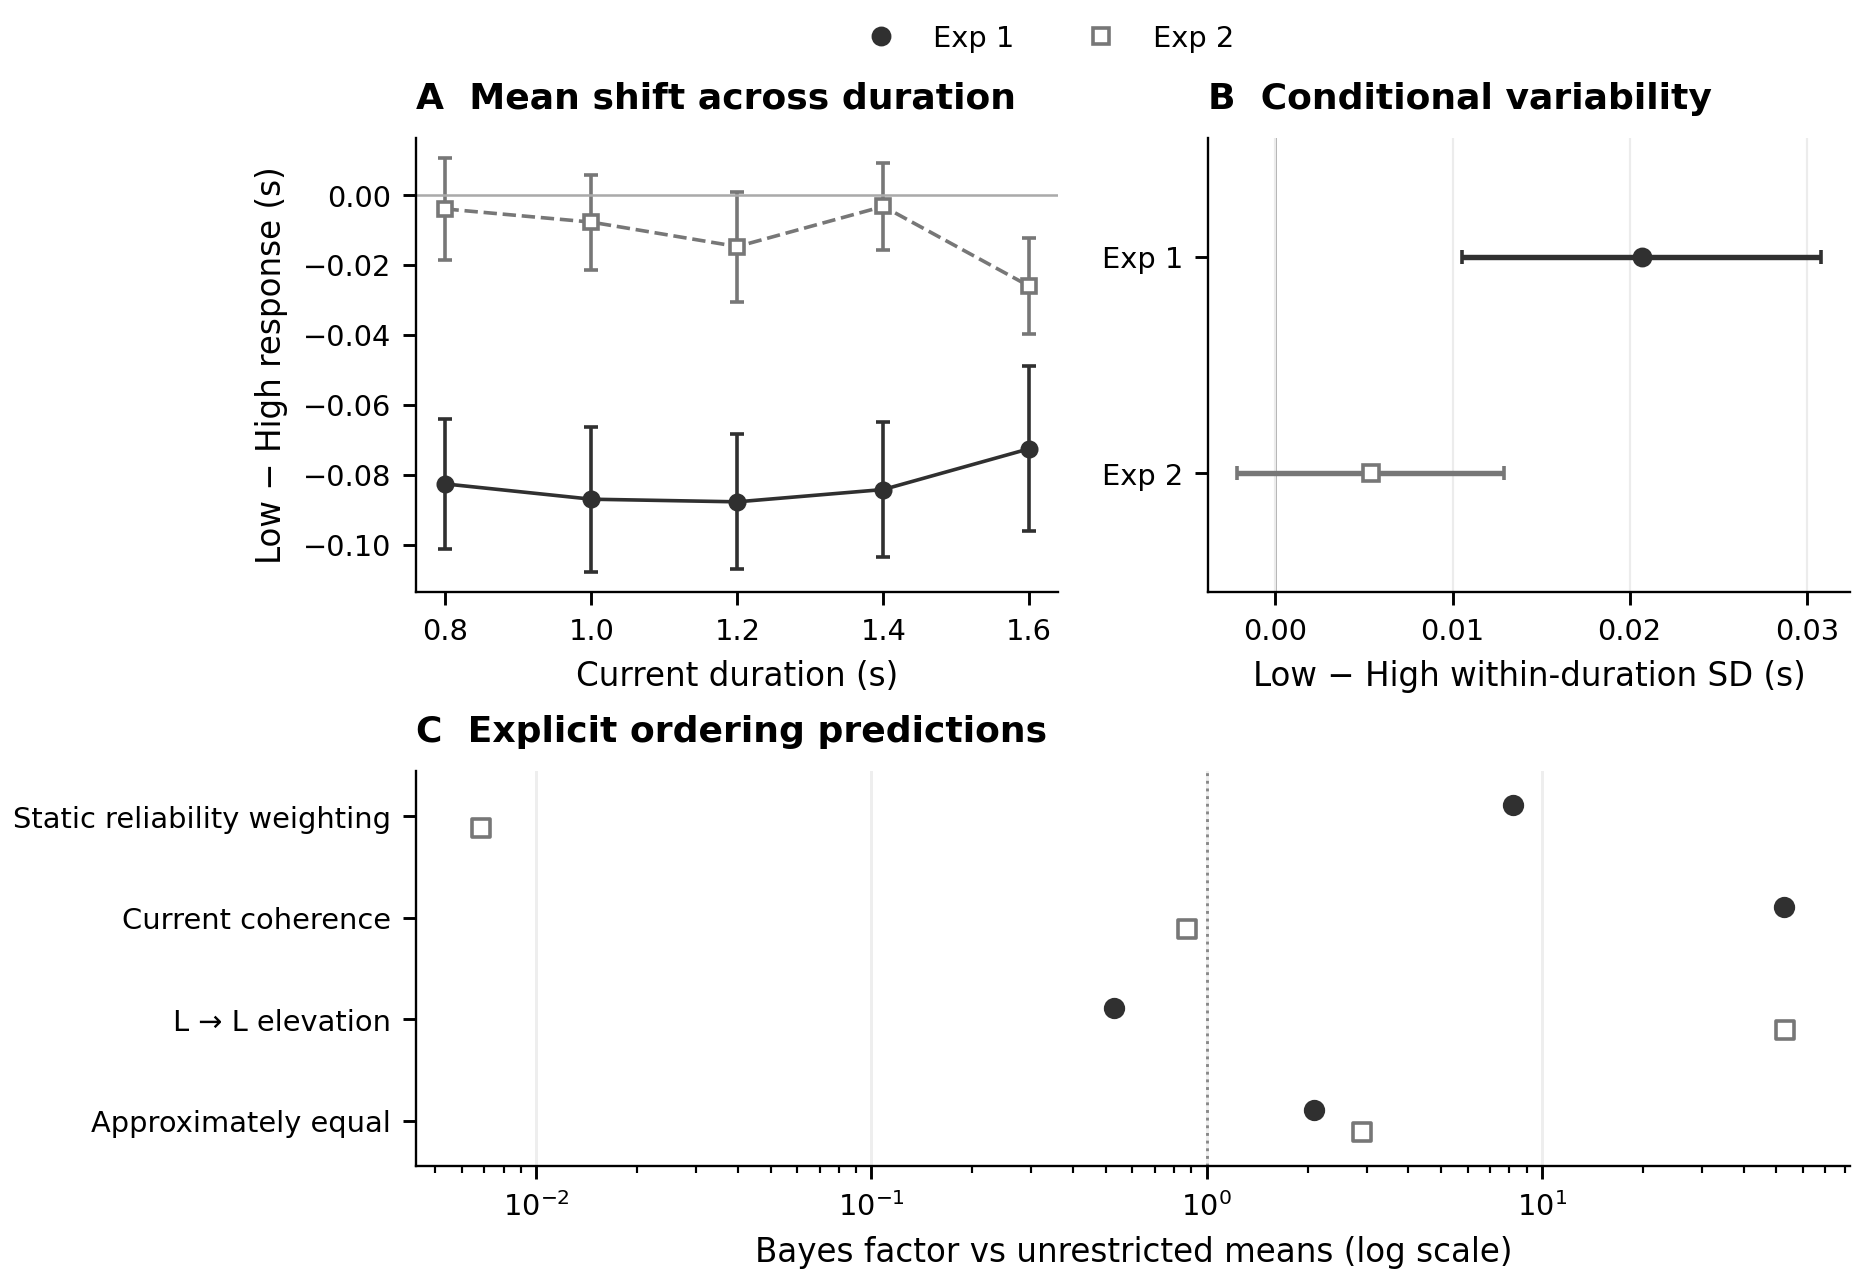 Exp 1
Exp 2
A Mean shift across duration
Low − High response (s)
0.00
−0.02
−0.04
−0.06
−0.08
−0.10
0.8 1.0 1.2 1.4 1.6
Current duration (s)
B Conditional variability
Exp 1
Exp 2
0.00 0.01 0.02 0.03
Low − High within-duration SD (s)
C Explicit ordering predictions
Static reliability weighting
Current coherence
L → L elevation
Approximately equal
10⁻² 10⁻¹ 10⁰ 10¹
Bayes factor vs unrestricted means (log scale)